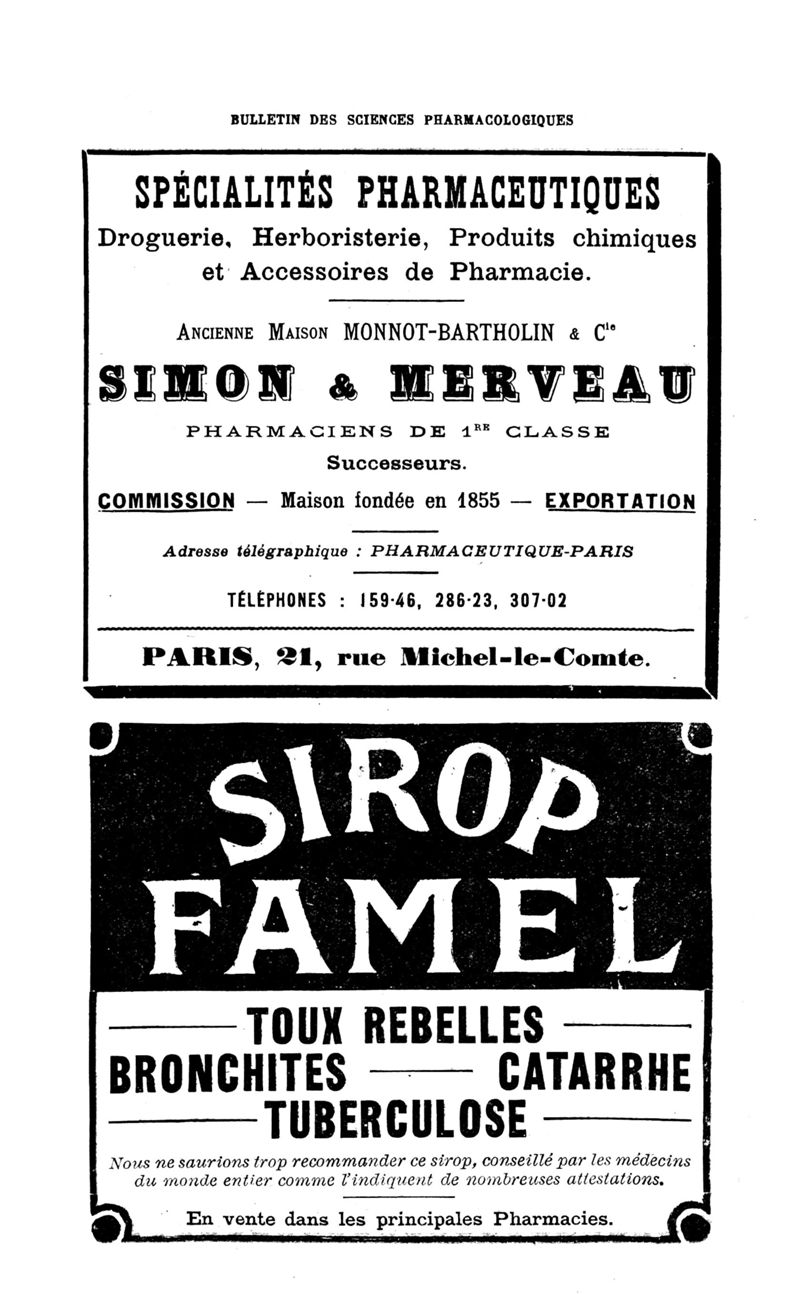 BULLETIN DES SCIENCES PHARMACOLOGIQUES
SPÉCIALITÉS PHARMACEUTIQUES
Droguerie, Herboristerie, Produits chimiques
et Accessoires de Pharmacie.
ANCIENNE MAISON MONNOT-BARTHOLIN & Cie
SIMON & MERVEAU
PHARMACIENS DE 1RE CLASSE
Successeurs.
COMMISSION — Maison fondée en 1855 — EXPORTATION
Adresse télégraphique : PHARMACEUTIQUE-PARIS
TÉLÉPHONES : 159-46, 286-23, 307-02
PARIS, 21, rue Michel-le-Comte.
SIROP
FAMEL
TOUX REBELLES
BRONCHITES — CATARRHE
TUBERCULOSE
Nous ne saurions trop recommander ce sirop, conseillé par les médecins
du monde entier comme l'indiquent de nombreuses attestations.
En vente dans les principales Pharmacies.